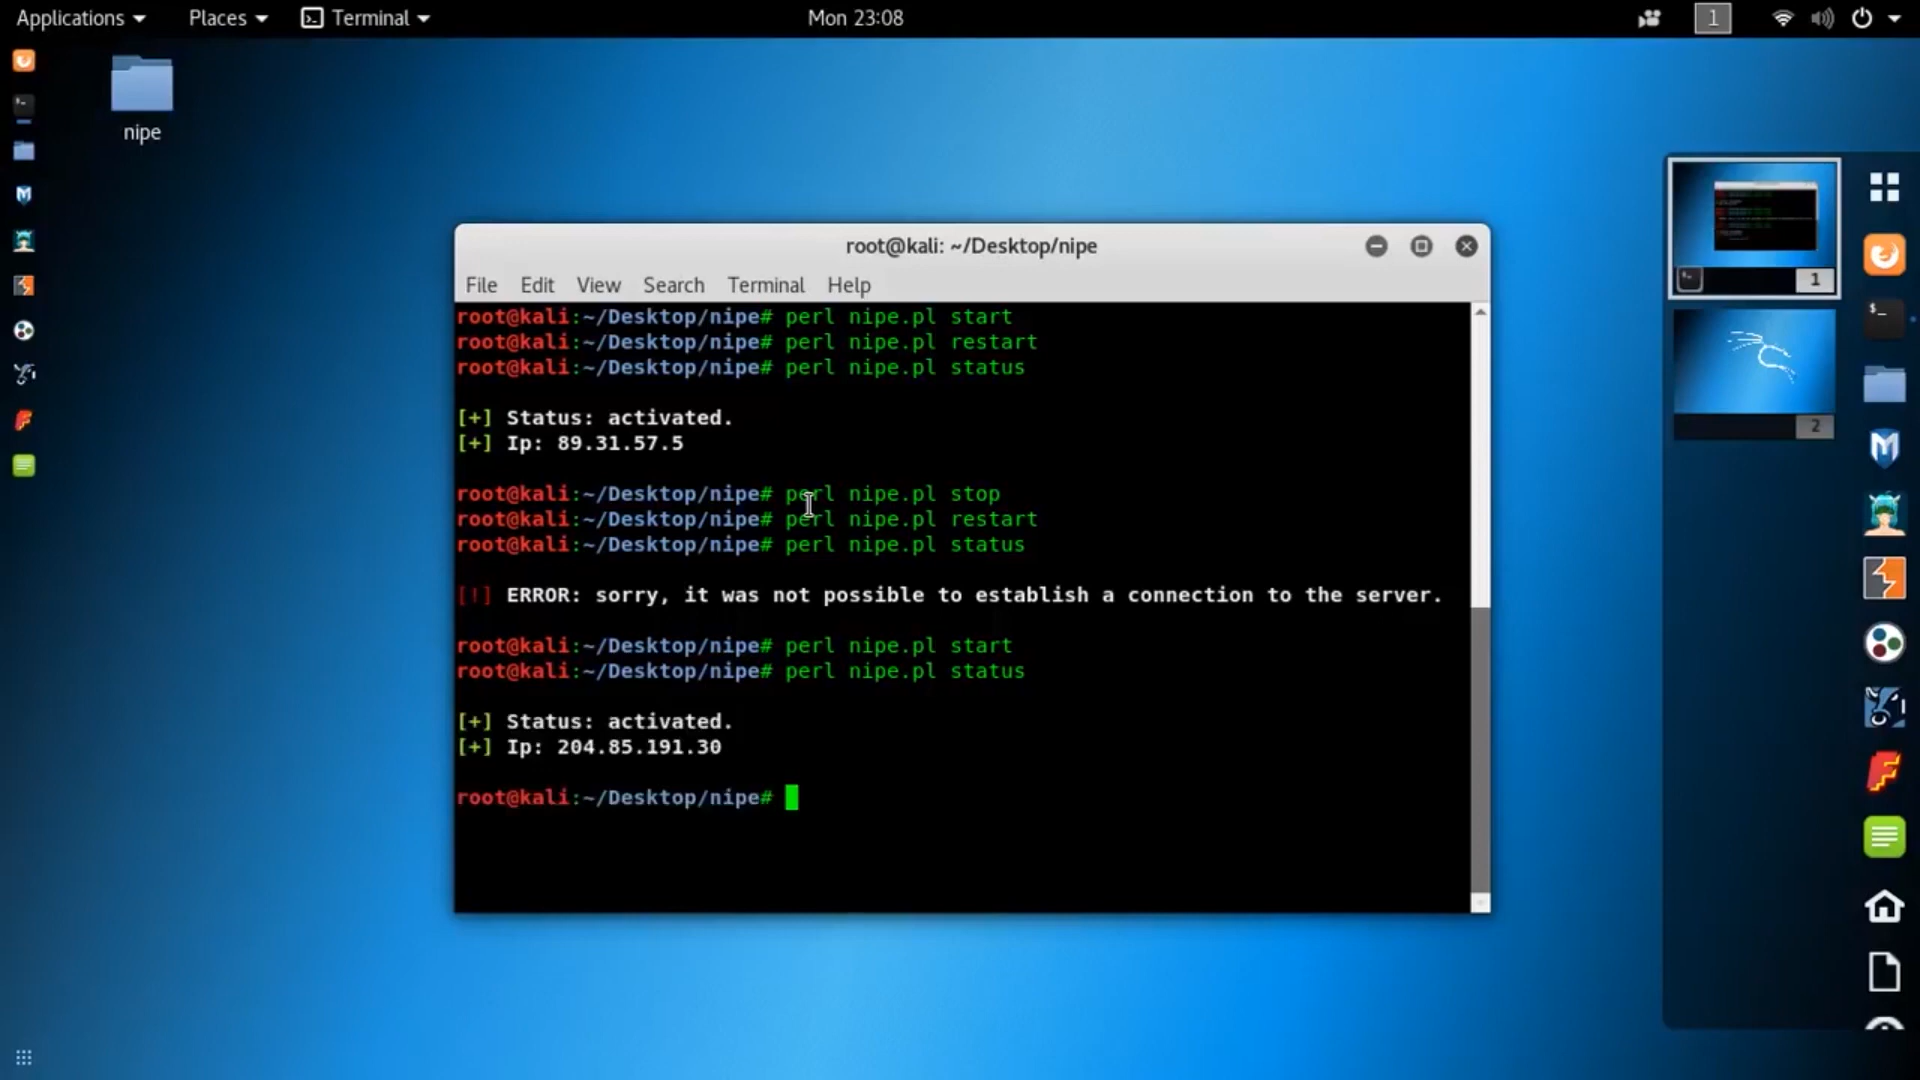 Applications Places Terminal Mon 23:08 1
nipe
root@kali: ~/Desktop/nipe
File Edit View Search Terminal Help
root@kali:~/Desktop/nipe# perl nipe.pl start
root@kali:~/Desktop/nipe# perl nipe.pl restart
root@kali:~/Desktop/nipe# perl nipe.pl status
[+] Status: activated.
[+] Ip: 89.31.57.5
root@kali:~/Desktop/nipe# perl nipe.pl stop
root@kali:~/Desktop/nipe# perl nipe.pl restart
root@kali:~/Desktop/nipe# perl nipe.pl status
[!] ERROR: sorry, it was not possible to establish a connection to the server.
root@kali:~/Desktop/nipe# perl nipe.pl start
root@kali:~/Desktop/nipe# perl nipe.pl status
[+] Status: activated.
[+] Ip: 204.85.191.30
root@kali:~/Desktop/nipe#
1
2